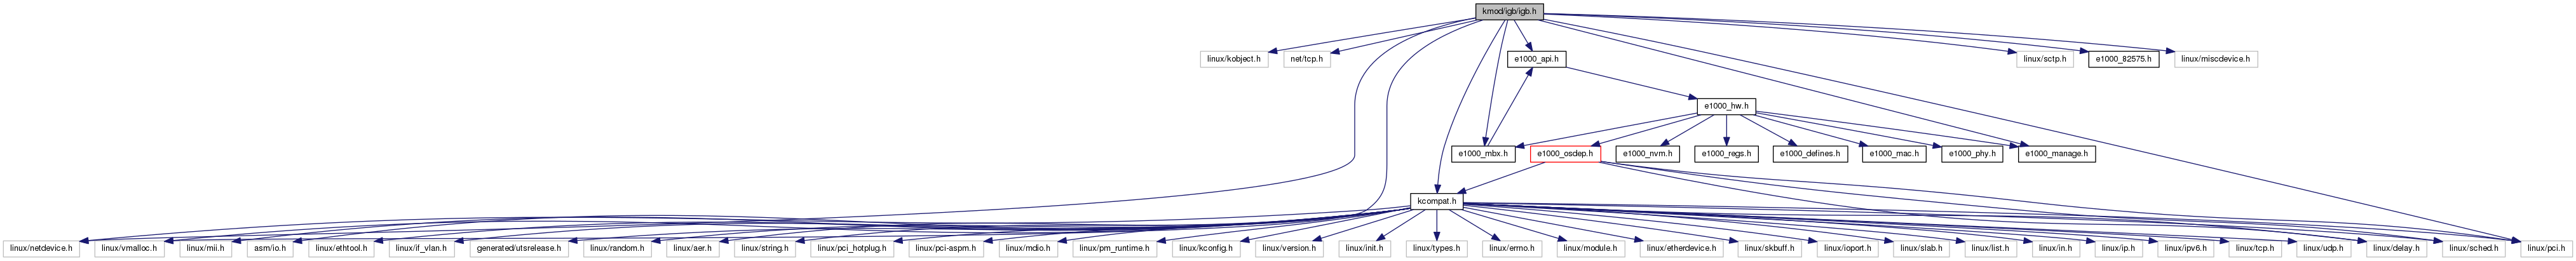 kmod/igb/igb.h
linux/kobject.h
net/tcp.h
e1000_api.h
linux/sctp.h
e1000_82575.h
linux/miscdevice.h
e1000_hw.h
e1000_mbx.h
e1000_osdep.h
e1000_nvm.h
e1000_regs.h
e1000_defines.h
e1000_mac.h
e1000_phy.h
e1000_manage.h
kcompat.h
linux/netdevice.h
linux/vmalloc.h
linux/mii.h
asm/io.h
linux/ethtool.h
linux/if_vlan.h
generated/utsrelease.h
linux/random.h
linux/aer.h
linux/string.h
linux/pci_hotplug.h
linux/pci-aspm.h
linux/mdio.h
linux/pm_runtime.h
linux/kconfig.h
linux/version.h
linux/init.h
linux/types.h
linux/errno.h
linux/module.h
linux/etherdevice.h
linux/skbuff.h
linux/ioport.h
linux/slab.h
linux/list.h
linux/in.h
linux/ip.h
linux/ipv6.h
linux/tcp.h
linux/udp.h
linux/delay.h
linux/sched.h
linux/pci.h